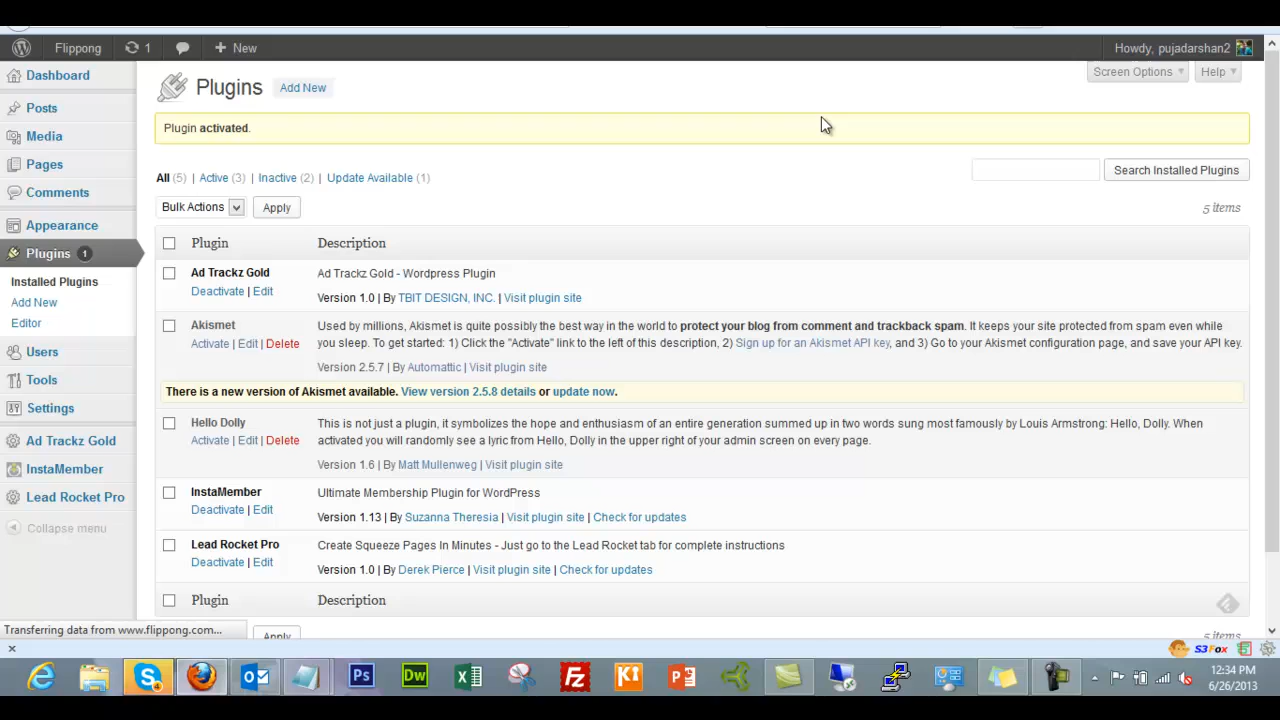 Flippong 1 New Howdy, pujadarshan2
Dashboard
Posts
Media
Pages
Comments
Appearance
Plugins 1
Installed Plugins
Add New
Editor
Users
Tools
Settings
Ad Trackz Gold
InstaMember
Lead Rocket Pro
Collapse menu
Screen Options Help
Plugins Add New
Plugin activated.
All (5) | Active (3) | Inactive (2) | Update Available (1)
Search Installed Plugins
Bulk Actions Apply
5 items
Plugin Description
Ad Trackz Gold
Deactivate | Edit
Ad Trackz Gold - Wordpress Plugin
Version 1.0 | By TBIT DESIGN, INC. | Visit plugin site
Akismet
Activate | Edit | Delete
Used by millions, Akismet is quite possibly the best way in the world to protect your blog from comment and trackback spam. It keeps your site protected from spam even while
you sleep. To get started: 1) Click the "Activate" link to the left of this description, 2) Sign up for an Akismet API key, and 3) Go to your Akismet configuration page, and save your API key.
Version 2.5.7 | By Automattic | Visit plugin site
There is a new version of Akismet available. View version 2.5.8 details or update now.
Hello Dolly
Activate | Edit | Delete
This is not just a plugin, it symbolizes the hope and enthusiasm of an entire generation summed up in two words sung most famously by Louis Armstrong: Hello, Dolly. When
activated you will randomly see a lyric from Hello, Dolly in the upper right of your admin screen on every page.
Version 1.6 | By Matt Mullenweg | Visit plugin site
InstaMember
Deactivate | Edit
Ultimate Membership Plugin for WordPress
Version 1.13 | By Suzanna Theresia | Visit plugin site | Check for updates
Lead Rocket Pro
Deactivate | Edit
Create Squeeze Pages In Minutes - Just go to the Lead Rocket tab for complete instructions
Version 1.0 | By Derek Pierce | Visit plugin site | Check for updates
Plugin Description
Apply
5 items
Transferring data from www.flippong.com...
S3Fox
Ps
Dw
Fz
Ki
12:34 PM
6/26/2013